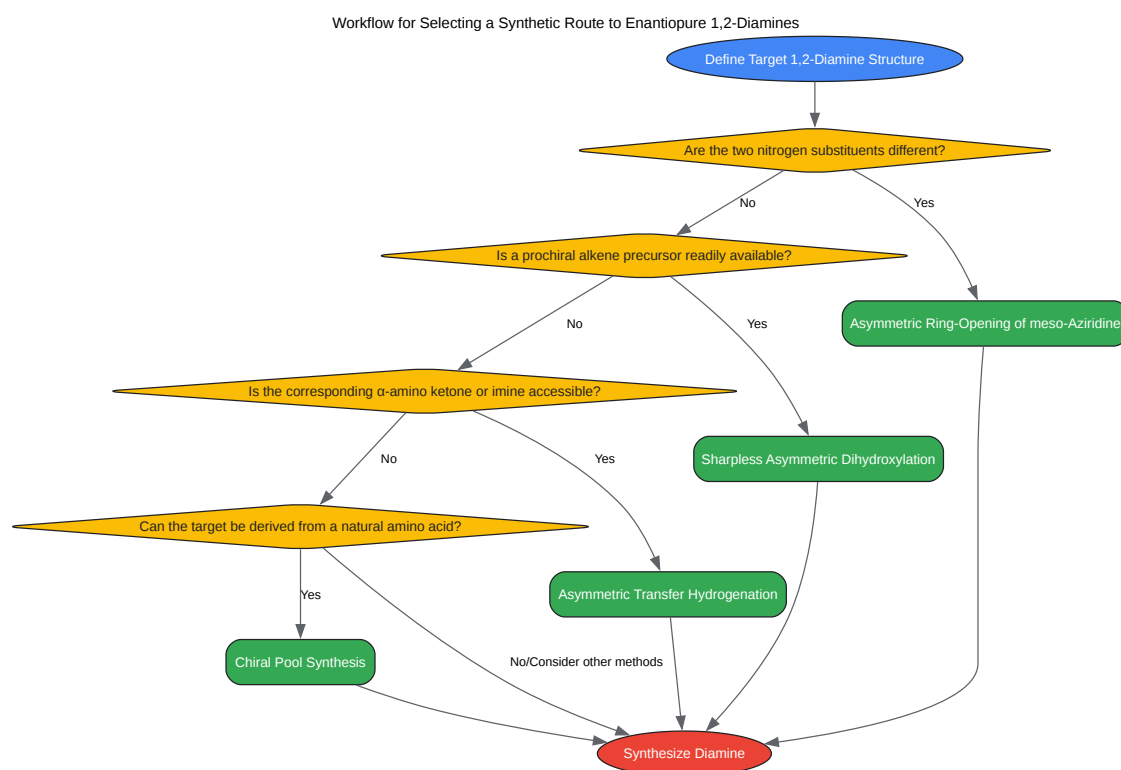 Workflow for Selecting a Synthetic Route to Enantiopure 1,2-Diamines
Define Target 1,2-Diamine Structure
Are the two nitrogen substituents different?
No
Yes
Is a prochiral alkene precursor readily available?
Asymmetric Ring-Opening of meso-Aziridine
No
Yes
Is the corresponding α-amino ketone or imine accessible?
Sharpless Asymmetric Dihydroxylation
No
Yes
Can the target be derived from a natural amino acid?
Asymmetric Transfer Hydrogenation
Yes
Chiral Pool Synthesis
No/Consider other methods
Synthesize Diamine